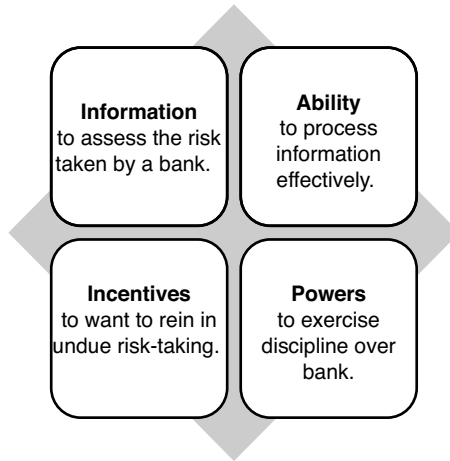 Information
to assess the risk
taken by a bank.
Ability
to process
information
effectively.
Incentives
to want to rein in
undue risk-taking.
Powers
to exercise
discipline over
bank.